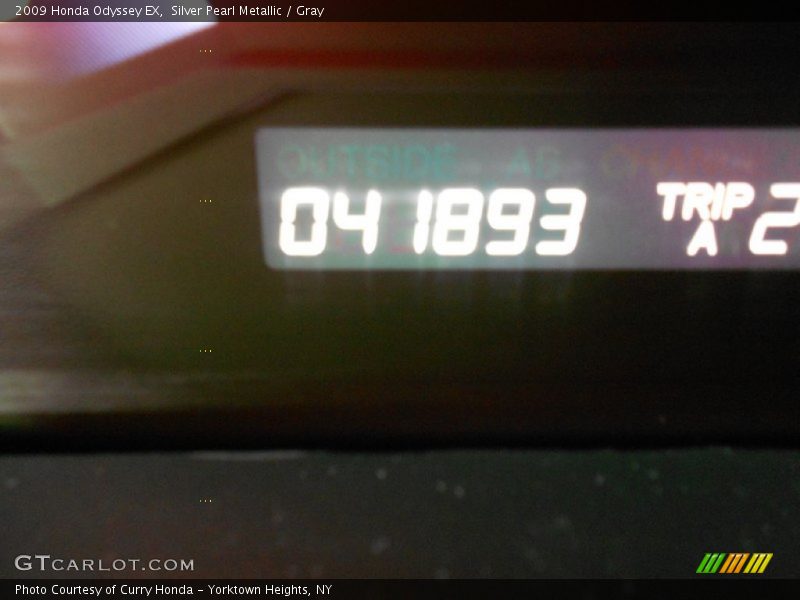 2009 Honda Odyssey EX,  Silver Pearl Metallic / Gray
OUTSIDE
041893 TRIP A 2
GTCARLOT.COM
Photo Courtesy of Curry Honda – Yorktown Heights, NY